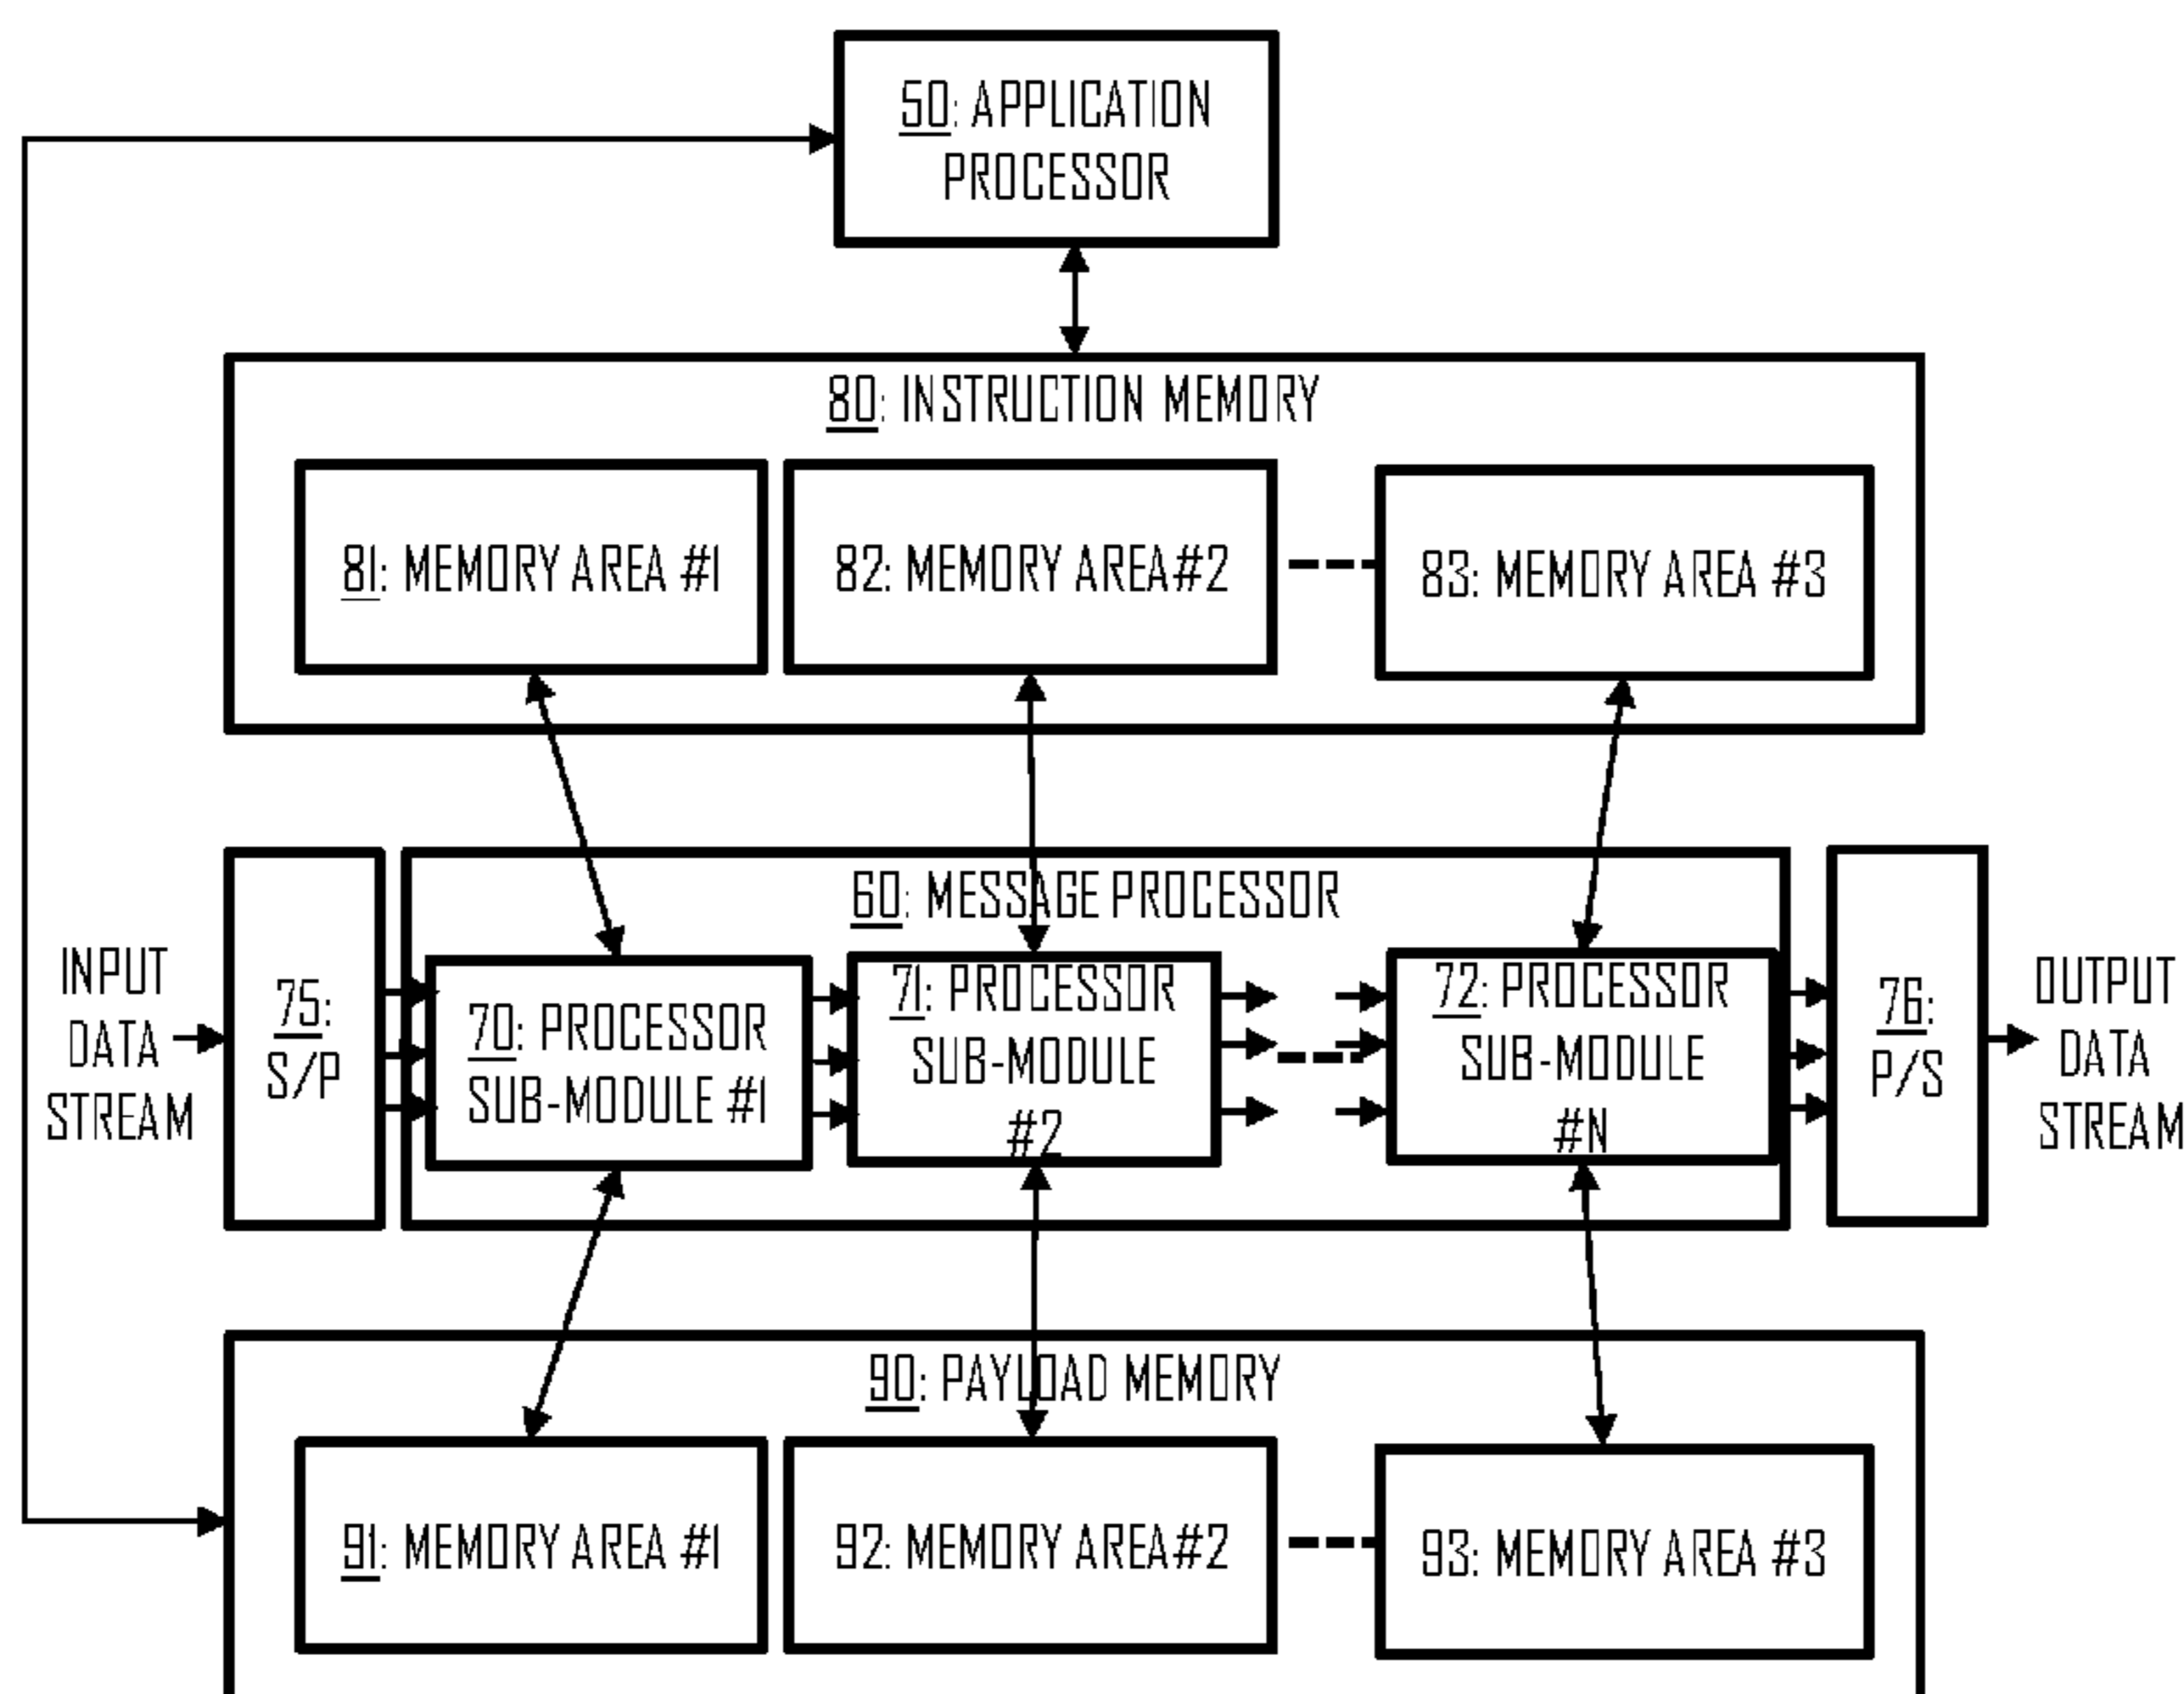 50: APPLICATION
PROCESSOR
80: INSTRUCTION MEMORY
81: MEMORY AREA #1
82: MEMORY AREA#2
83: MEMORY AREA #3
60: MESSAGE PROCESSOR
INPUT
DATA
STREAM
75:
S/P
70: PROCESSOR
SUB-MODULE #1
71: PROCESSOR
SUB-MODULE
#2
72: PROCESSOR
SUB-MODULE
#N
76:
P/S
OUTPUT
DATA
STREAM
90: PAYLOAD MEMORY
91: MEMORY AREA #1
92: MEMORY AREA#2
93: MEMORY AREA #3